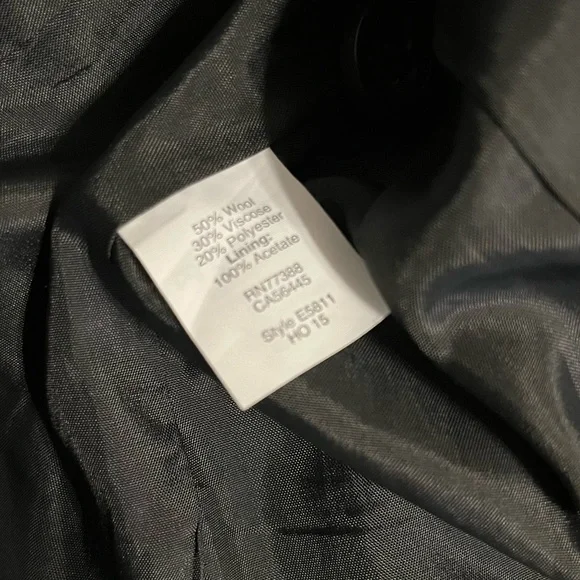 50% Wool
30% Viscose
20% Polyester
Lining:
100% Acetate
RN77388
CA56445
Style E5811
HO 15